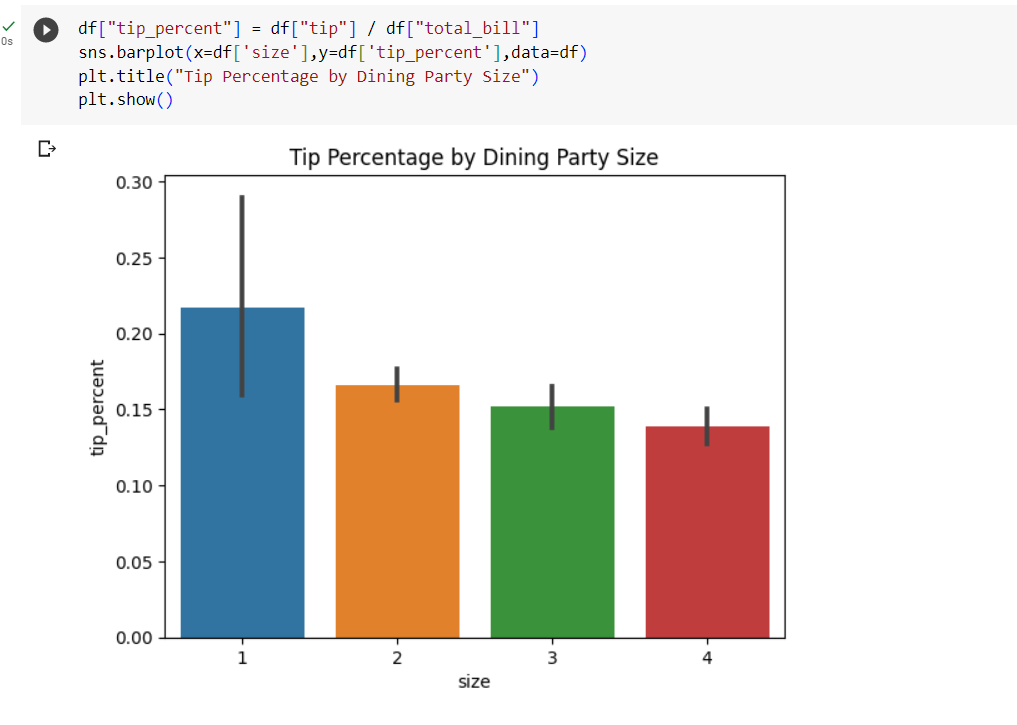 df["tip_percent"] = df["tip"] / df["total_bill"]
sns.barplot(x=df['size'],y=df['tip_percent'],data=df)
plt.title("Tip Percentage by Dining Party Size")
plt.show()
0s
Tip Percentage by Dining Party Size
0.30
0.25
0.20
0.15
0.10
0.05
0.00
tip_percent
1 2 3 4
size